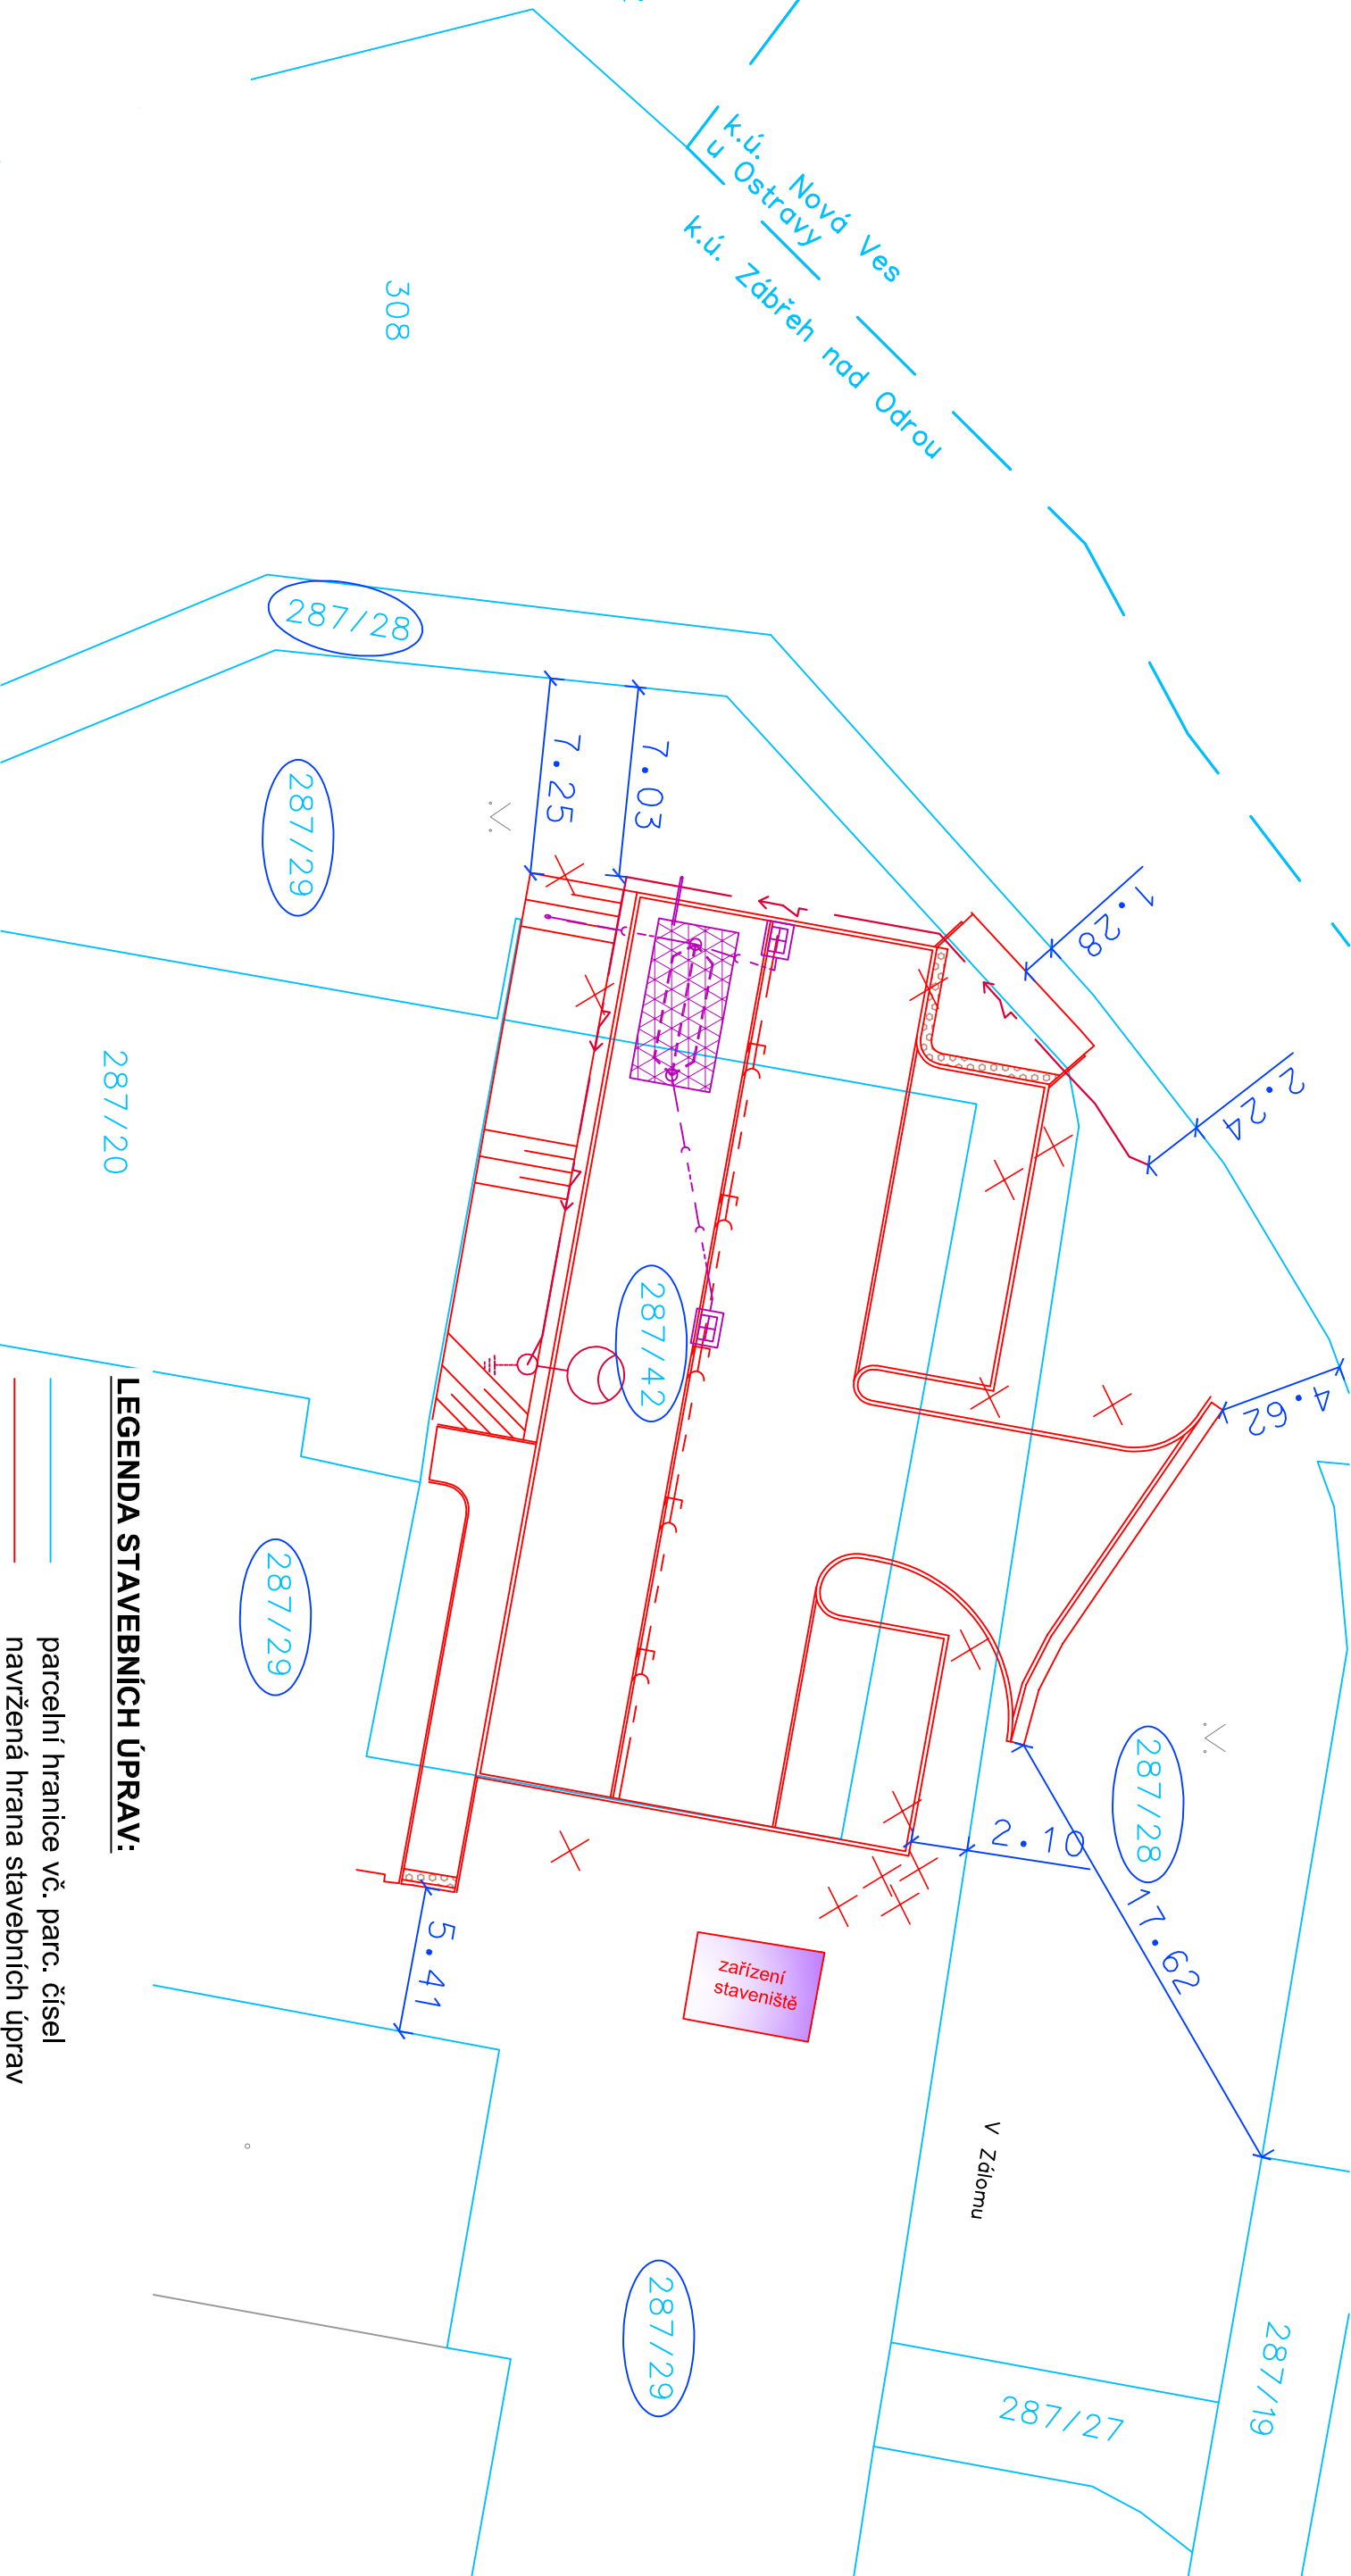 k.ú. Nová Ves
u Ostravy
k.ú. Zábřeh nad Odrou
308
287/28
287/29
7.25
7.03
1.28
2.24
4.62
287/20
287/42
287/29
287/28
2.10
17.62
5.41
zařízení
staveniště
V Zálomu
287/29
287/27
287/19
LEGENDA STAVEBNÍCH ÚPRAV:
parcelní hranice vč. parc. čísel
navržená hrana stavebních úprav